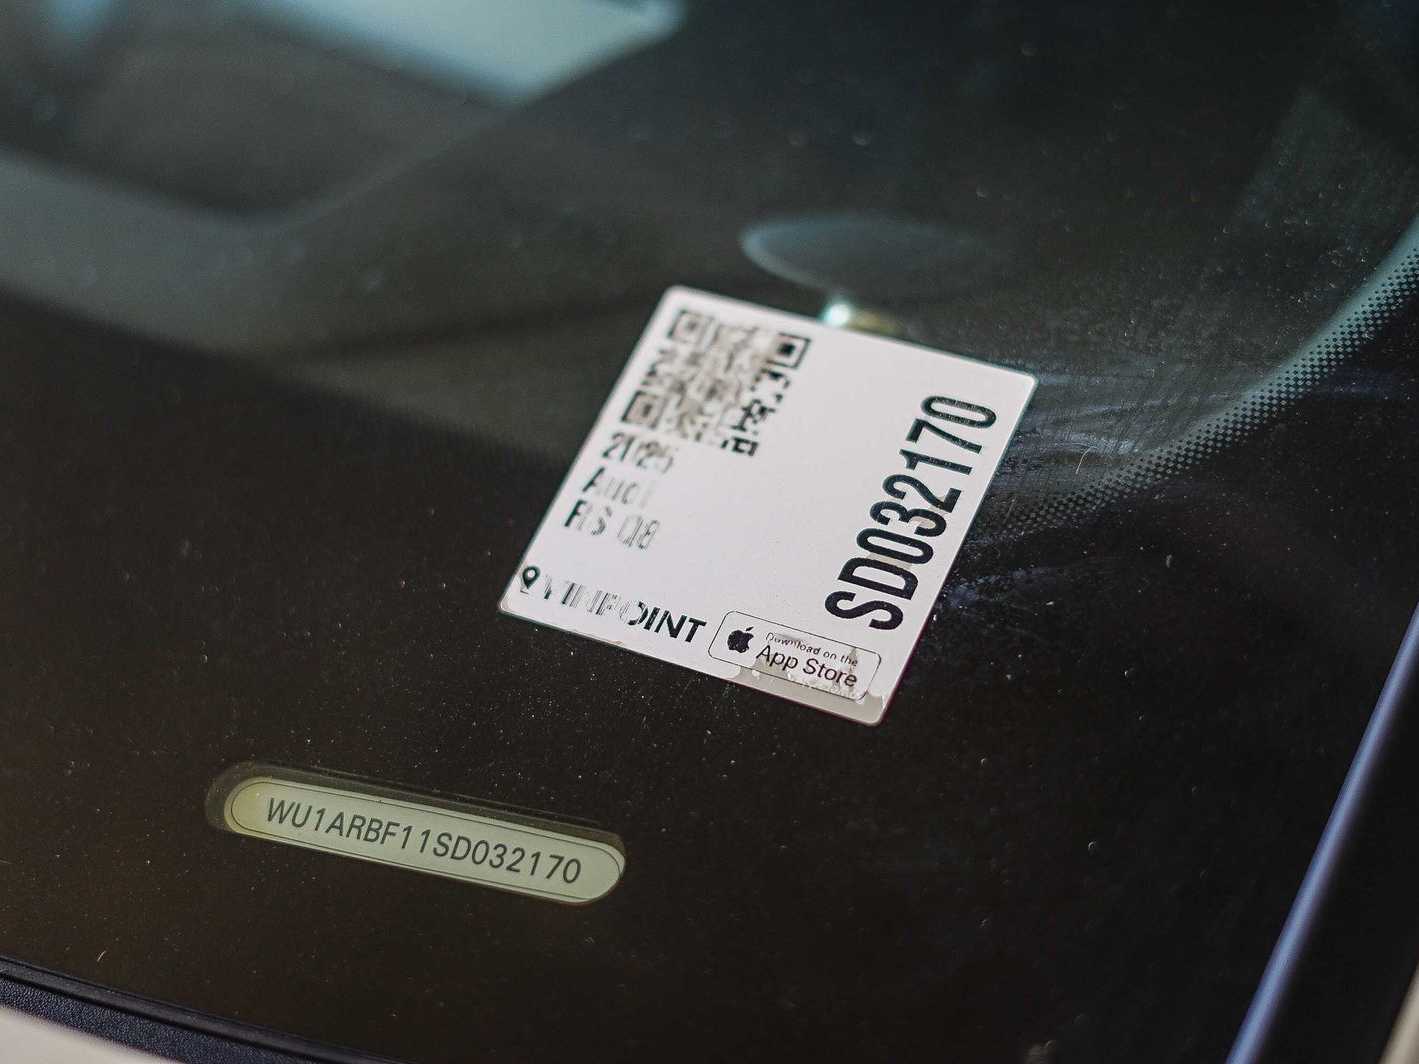 2025
Audi
RS Q8
VINPOINT
Download on the
App Store
SD032170
WU1ARBF11SD032170